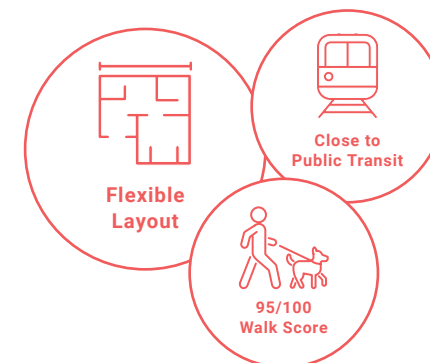 Flexible
Layout
Close to
Public Transit
95/100
Walk Score